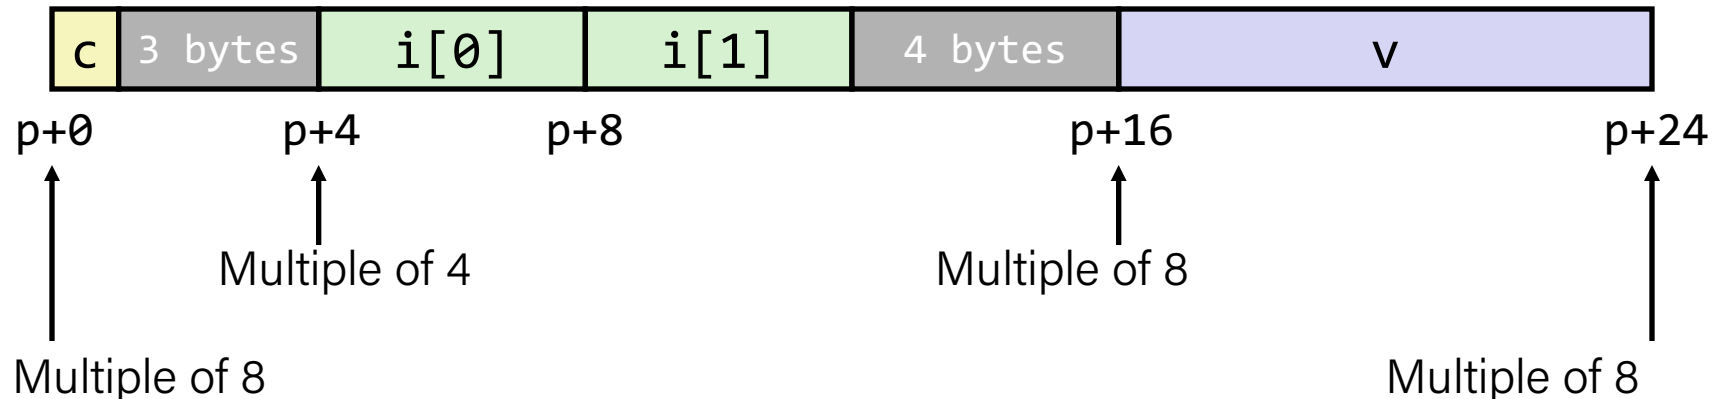 c 3 bytes i[0] i[1] 4 bytes v
p+0 p+4 p+8 p+16 p+24
Multiple of 4 Multiple of 8
Multiple of 8 Multiple of 8